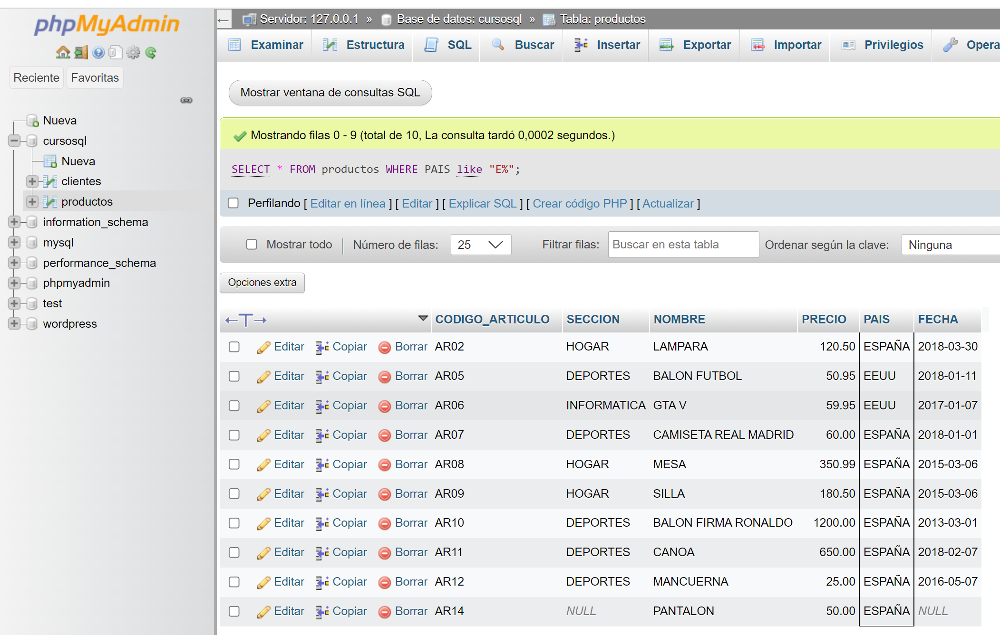 phpMyAdmin
Reciente Favoritas
Nueva
cursosql
Nueva
clientes
productos
information_schema
mysql
performance_schema
phpmyadmin
test
wordpress
← Servidor: 127.0.0.1 » Base de datos: cursosql » Tabla: productos
Examinar Estructura SQL Buscar Insertar Exportar Importar Privilegios Opera
Mostrar ventana de consultas SQL
Mostrando filas 0 - 9 (total de 10, La consulta tardó 0,0002 segundos.)
SELECT * FROM productos WHERE PAIS like "E%";
Perfilando [ Editar en línea ] [ Editar ] [ Explicar SQL ] [ Crear código PHP ] [ Actualizar ]
Mostrar todo | Número de filas: 25 Filtrar filas: Buscar en esta tabla Ordenar según la clave: Ninguna
Opciones extra
←T→ CODIGO_ARTICULO SECCION NOMBRE PRECIO PAIS FECHA
Editar Copiar Borrar AR02 HOGAR LAMPARA 120.50 ESPAÑA 2018-03-30
Editar Copiar Borrar AR05 DEPORTES BALON FUTBOL 50.95 EEUU 2018-01-11
Editar Copiar Borrar AR06 INFORMATICA GTA V 59.95 EEUU 2017-01-07
Editar Copiar Borrar AR07 DEPORTES CAMISETA REAL MADRID 60.00 ESPAÑA 2018-01-01
Editar Copiar Borrar AR08 HOGAR MESA 350.99 ESPAÑA 2015-03-06
Editar Copiar Borrar AR09 HOGAR SILLA 180.50 ESPAÑA 2015-03-06
Editar Copiar Borrar AR10 DEPORTES BALON FIRMA RONALDO 1200.00 ESPAÑA 2013-03-01
Editar Copiar Borrar AR11 DEPORTES CANOA 650.00 ESPAÑA 2018-02-07
Editar Copiar Borrar AR12 DEPORTES MANCUERNA 25.00 ESPAÑA 2016-05-07
Editar Copiar Borrar AR14 NULL PANTALON 50.00 ESPAÑA NULL